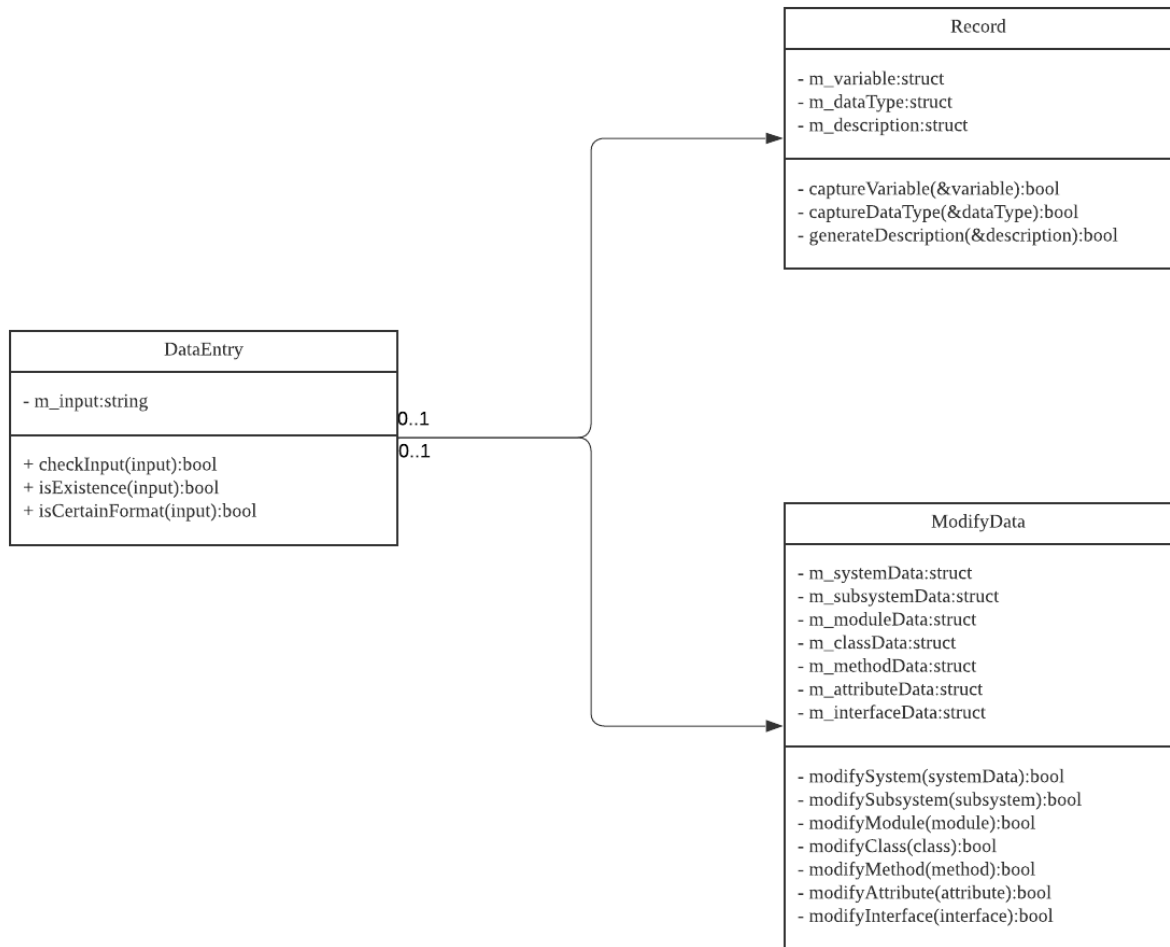 Record
- m_variable:struct
- m_dataType:struct
- m_description:struct
- captureVariable(&variable):bool
- captureDataType(&dataType):bool
- generateDescription(&description):bool
DataEntry
- m_input:string
+ checkInput(input):bool
+ isExistence(input):bool
+ isCertainFormat(input):bool
0..1
0..1
ModifyData
- m_systemData:struct
- m_subsystemData:struct
- m_moduleData:struct
- m_classData:struct
- m_methodData:struct
- m_attributeData:struct
- m_interfaceData:struct
- modifySystem(systemData):bool
- modifySubsystem(subsystem):bool
- modifyModule(module):bool
- modifyClass(class):bool
- modifyMethod(method):bool
- modifyAttribute(attribute):bool
- modifyInterface(interface):bool